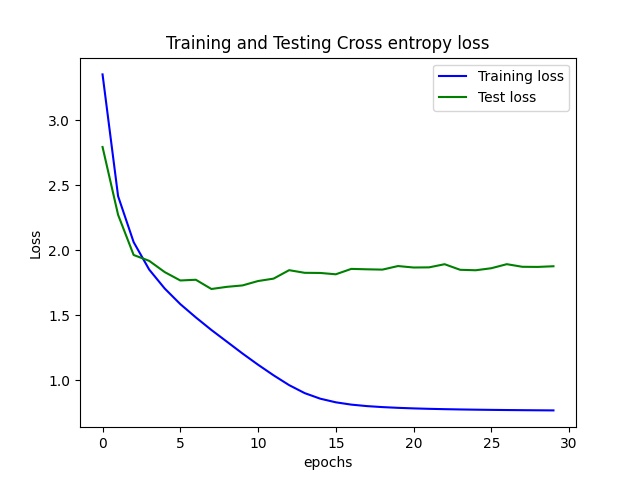 Training and Testing Cross entropy loss
Training loss
Test loss
3.0
2.5
2.0
1.5
1.0
Loss
0 5 10 15 20 25 30
epochs